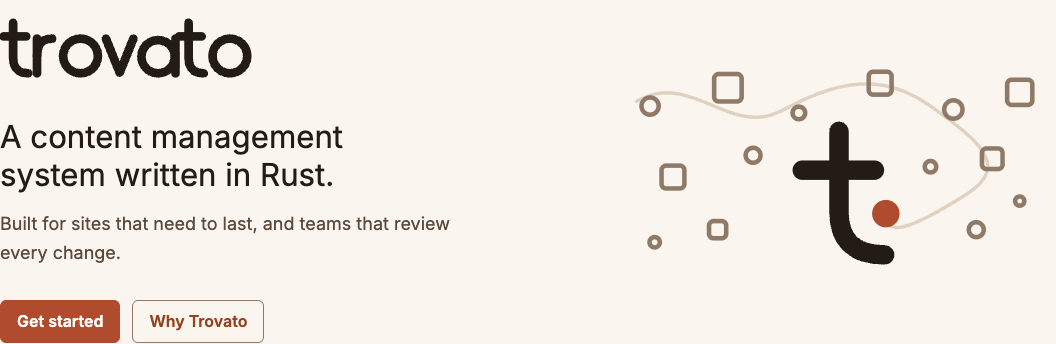 trovato
A content management
system written in Rust.
Built for sites that need to last, and teams that review
every change.
Get started
Why Trovato
t